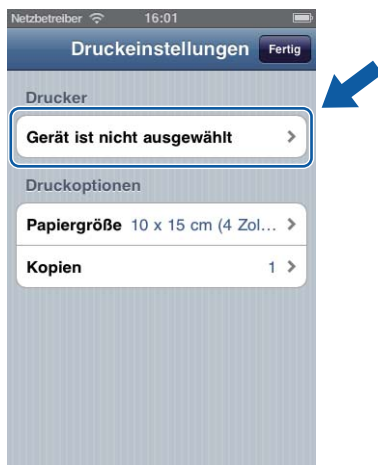 Netzbetreiber 16:01
Druckeinstellungen Fertig
Drucker
Gerät ist nicht ausgewählt
Druckoptionen
Papiergröße 10 x 15 cm (4 Zol...
Kopien 1